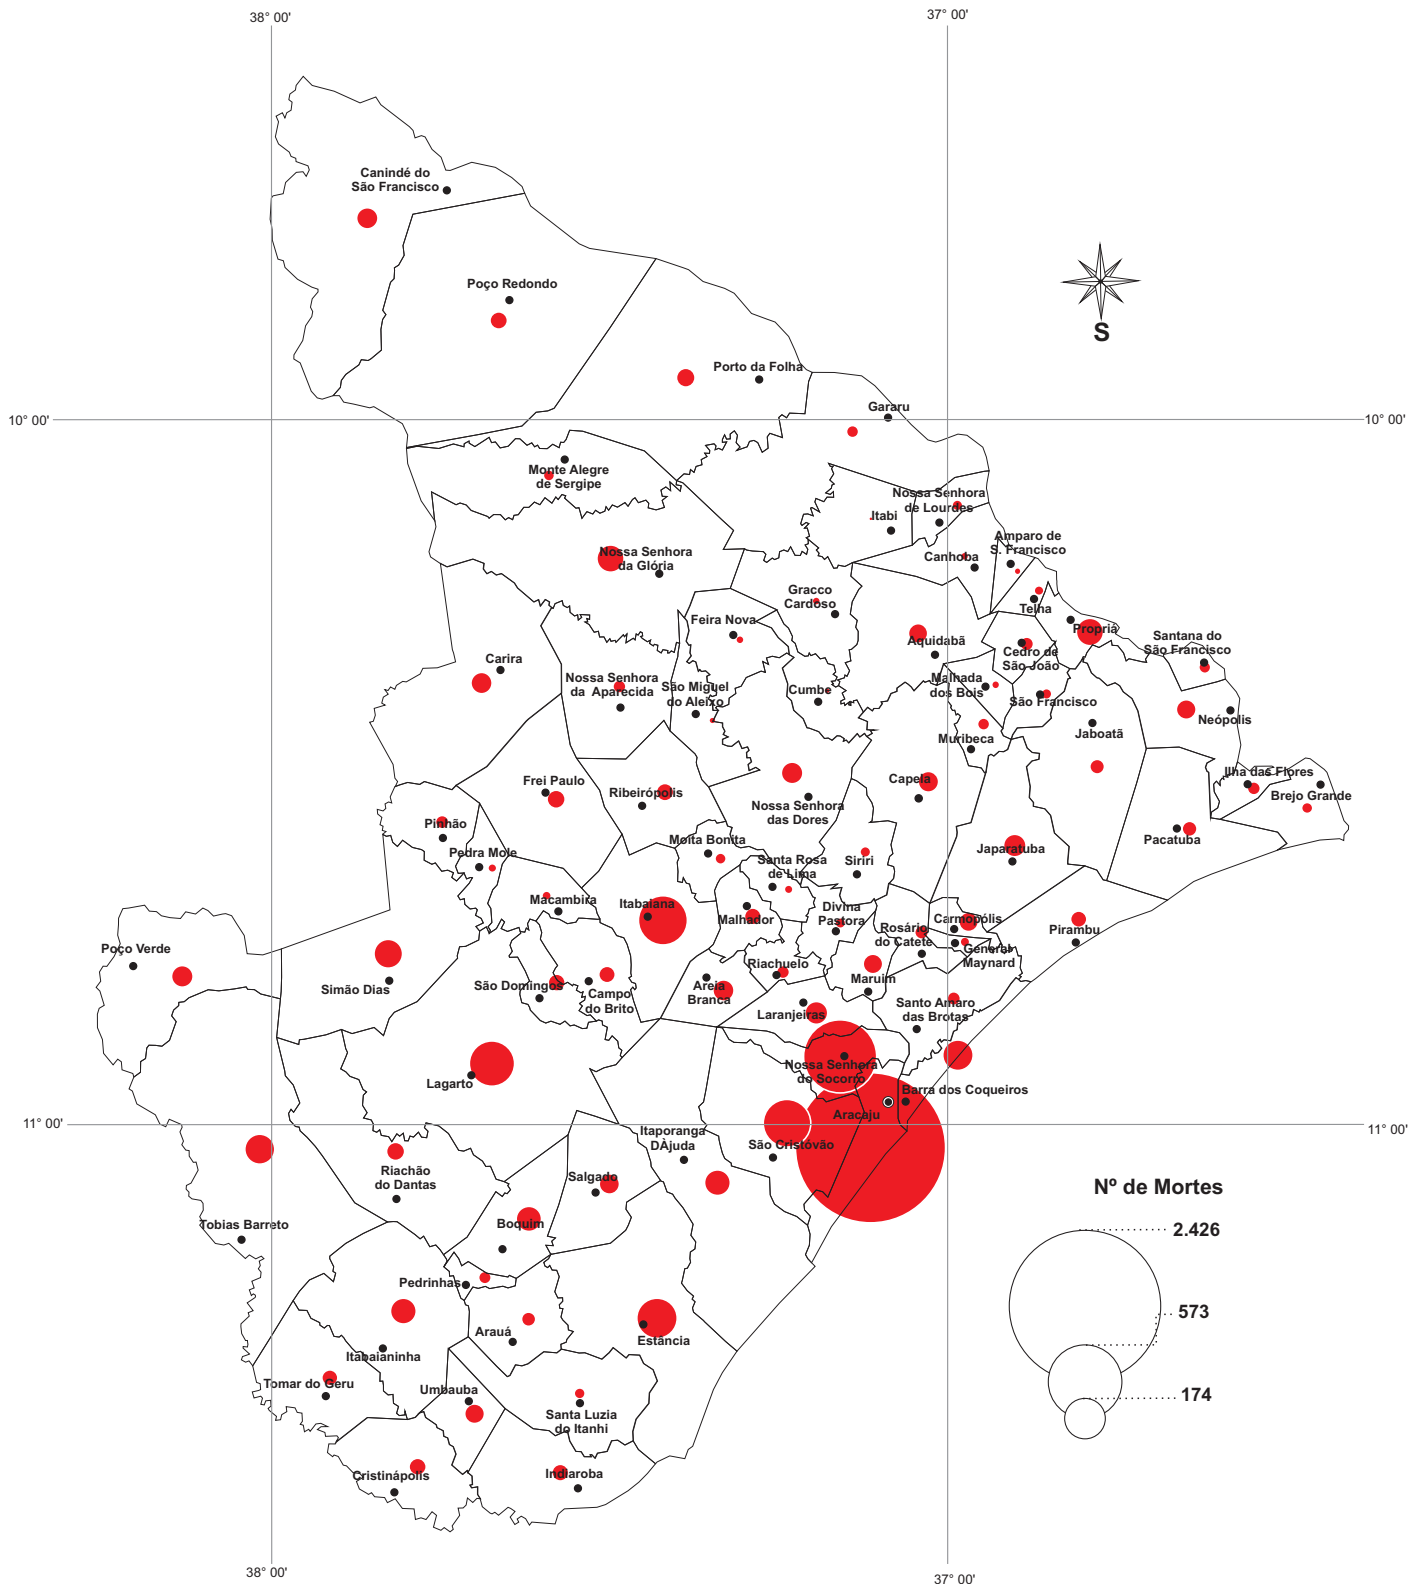 38° 00'
37° 00'
Canindé do
São Francisco
Poço Redondo
S
Porto da Folha
Gararu
10° 00'
10° 00'
Monte Alegre
de Sergipe
Nossa Senhora
de Lourdes
Itabi
Nossa Senhora
da Glória
Amparo de
S. Francisco
Canhoba
Gracco
Cardoso
Telha
Feira Nova
Propriá
Aquidabã
Santana do
São Francisco
Cedro de
São João
Carira
Nossa Senhora
da Aparecida
São Miguel
do Aleixo
Cumbe
Malhada
dos Bois
São Francisco
Neópolis
Jaboatã
Muribeca
Frei Paulo
Ribeirópolis
Capela
Ilha das Flores
Brejo Grande
Nossa Senhora
das Dores
Pinhão
Moita Bonita
Pacatuba
Pedra Mole
Santa Rosa
de Lima
Siriri
Japaratuba
Macambira
Itabaiana
Malhador
Divina
Pastora
Carmopólis
Rosário
do Catete
Pirambu
General
Maynard
Poço Verde
Simão Dias
São Domingos
Campo
do Brito
Areia
Branca
Riachuelo
Maruim
Laranjeiras
Santo Amaro
das Brotas
Lagarto
Nossa Senhora
do Socorro
Barra dos Coqueiros
Aracaju
11° 00'
11° 00'
Itaporanga
DÀjuda
São Cristóvão
Riachão
do Dantas
Salgado
Nº de Mortes
Tobias Barreto
Boquim
2.426
Pedrinhas
573
Arauá
Estância
Itabaianinha
Tomar do Geru
Umbauba
174
Santa Luzia
do Itanhi
Cristinápolis
Indiaroba
38° 00'
37° 00'